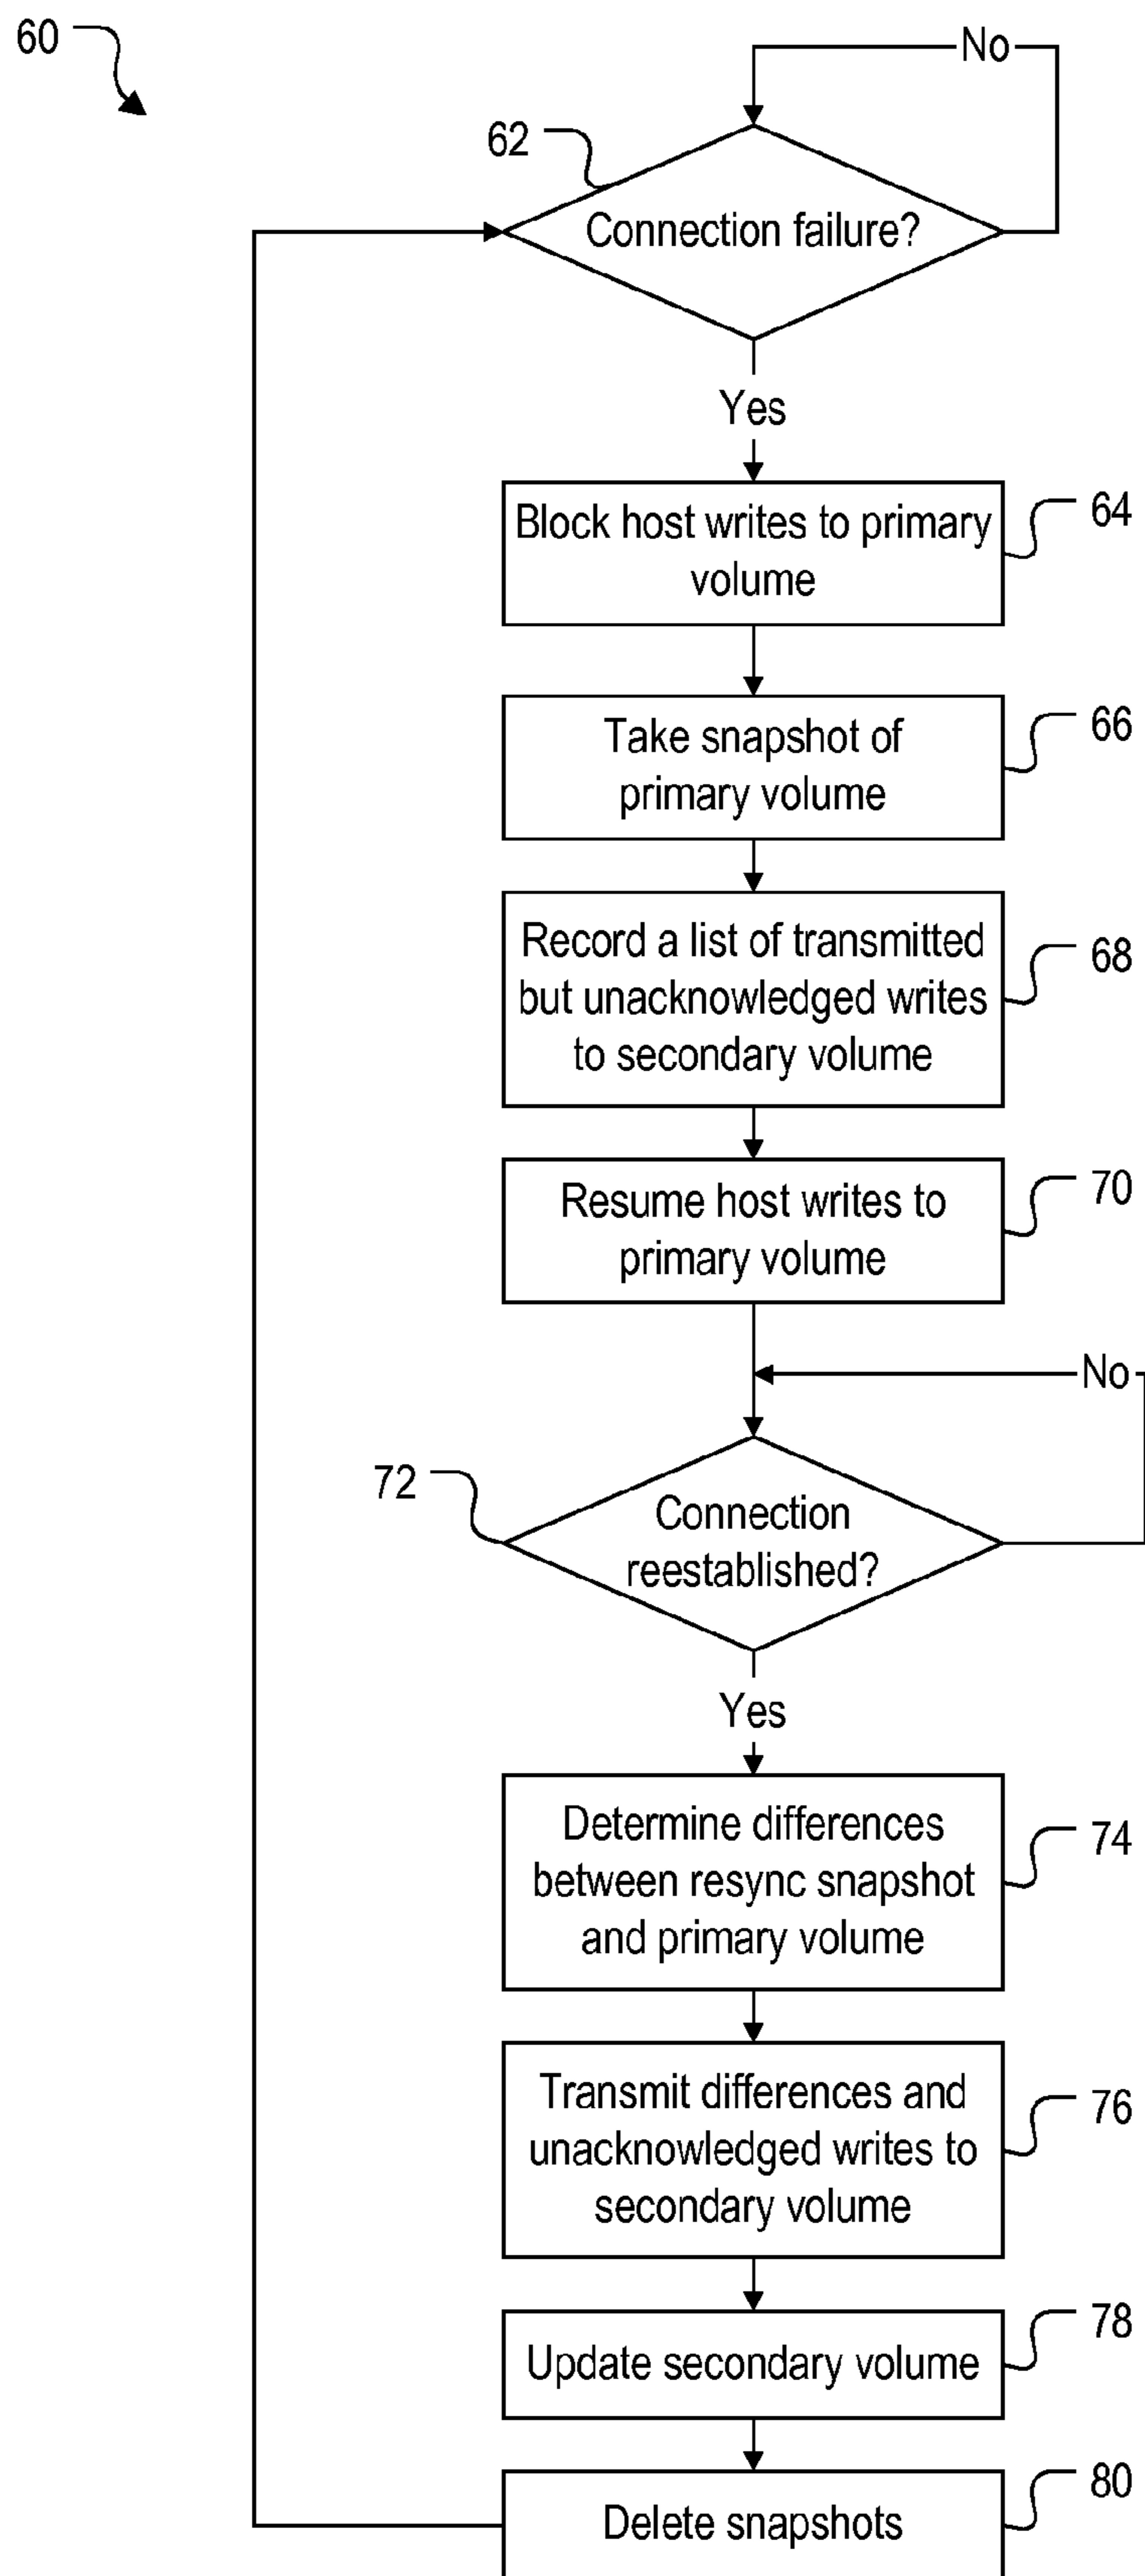 60
No
62
Connection failure?
Yes
Block host writes to primary
volume
64
Take snapshot of
primary volume
66
Record a list of transmitted
but unacknowledged writes
to secondary volume
68
Resume host writes to
primary volume
70
No
72
Connection
reestablished?
Yes
Determine differences
between resync snapshot
and primary volume
74
Transmit differences and
unacknowledged writes to
secondary volume
76
Update secondary volume
78
Delete snapshots
80